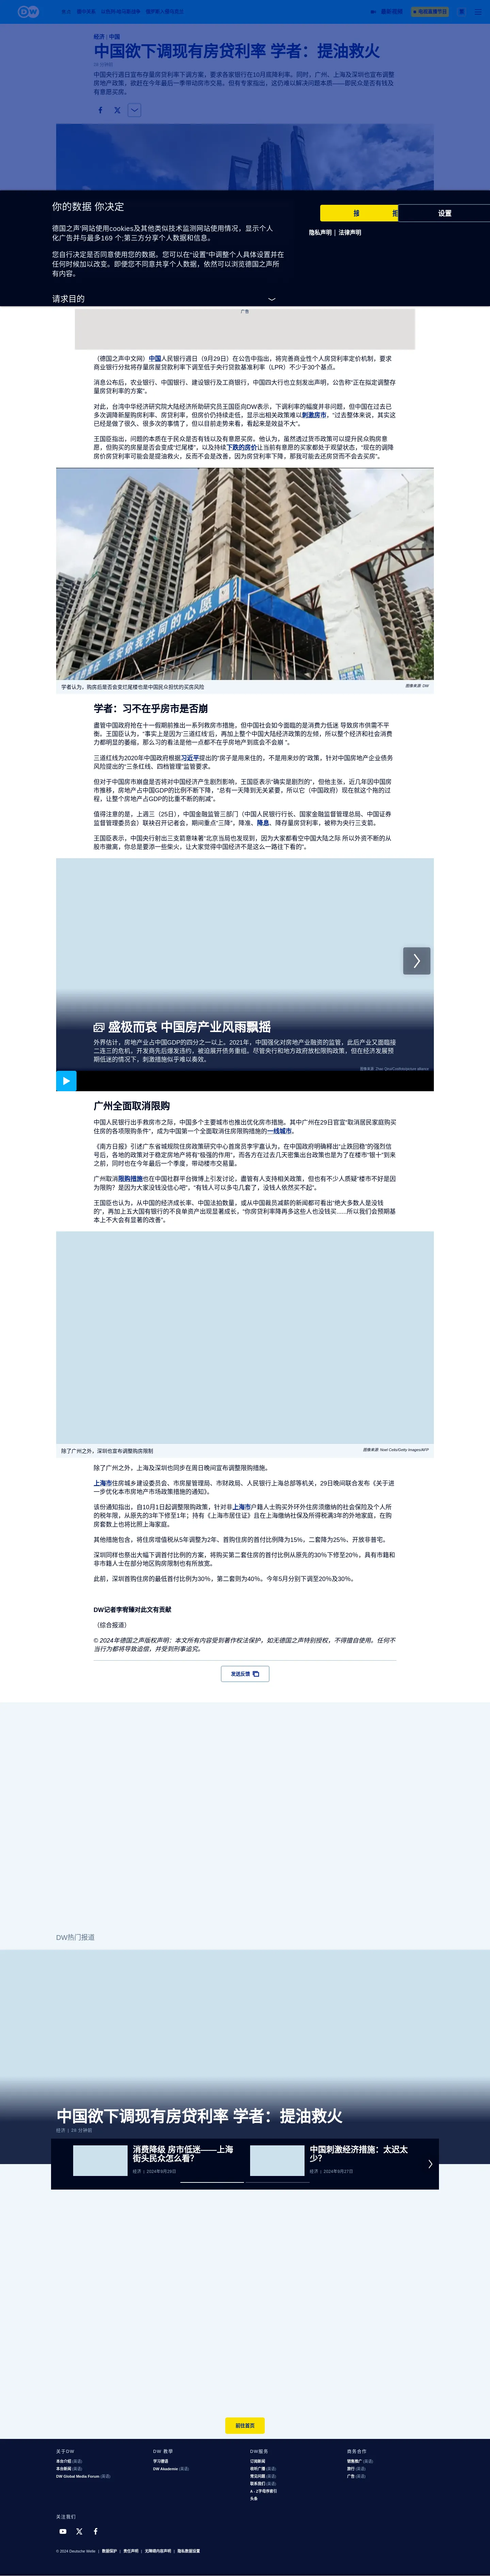 DW
经济 | 中国
中国欲下调现有房贷利率 学者：提油救火
中国央行週日宣布存量房贷利率下调方案，要求各家银行在10月底降利率。同时，广州、上海及深圳也宣布调整
房地产政策，掀赶在今年最后一季带动房市交易。但有专家指出，这扔难以解决问题本质——即民众是否有钱以及
有意愿买房。
你的数据 你决定
设置
德国之声'网站使用cookies及其他类似技术监测网站使用情况，显示个人
化广告并与最多169 个;第三方分享个人数据和信息。
隐私声明 | 法律声明
您自行决定是否同意使用您的数据。您可以在“设置”中调整个人具体设置并在
任何时候加以改变。即便您不同意共享个人数据，依然可以浏览德国之声所
有内容。
请求目的
广告
（德国之声中文网）中国人民银行週日（9月29日）在公告中指出，将完善商业性个人房贷利率定价机制，要求
商业银行分批将存量房屋贷款利率下调至低于央行贷款基准利率（LPR）不少于30个基点。
消息公布后，农业银行、中国银行、建设银行及工商银行，中国四大行也立刻发出声明，公告称“正在拟定调整存
量房贷利率的方案”。
对此，台湾中华经济研究院大陆经济所助研究员王国臣向DW表示，下调利率的幅度并非问题，但中国在过去已
多次调降新屋购房利率、房贷利率，但房价仍持续走低，显示出相关政策难以刺激房市，“过去整体来说，其实这
已经是做了很久、很多次的事情了，但以目前走势来看，看起来是效益不大”。
王国臣指出，问题的本质在于民众是否有钱以及有意愿买房。他认为，虽然透过货币政策可以提升民众购房意
愿，但购买的房屋是否会变成“烂尾楼”，以及持续下跌的房价让当前有意愿的买家都处于观望状态，“现在的调降
房价房贷利率可能会是提油救火，反而不会是改善，因为房贷利率下降，那我可能去还房贷而不会去买房”。
学者认为，购房后是否会变烂尾楼也是中国民众担忧的买房风险
图像来源: DW
学者：习不在乎房市是否崩
盡管中国政府抢在十一假期前推出一系列救房市措施，但中国社会如今面临的是消费力低迷 导致房市供需不平
衡。王国臣认为，“事实上是因为‘三道红线’后，再加上整个中国大陆经济政策的左倾，所以整个经济和社会消费
力都明显的萎缩，那么习的看法是他一点都不在乎房地产到底会不会崩 ”。
三道红线为2020年中国政府根据习近平提出的“房子是用来住的，不是用来炒的”政策，针对中国房地产企业债务
风险提出的“三条红线、四档管理”监管要求。
但对于中国房市崩盘是否将对中国经济产生剧烈影响，王国臣表示“确实是剧烈的”，但他主张，近几年因中国房
市推移，房地产占中国GDP的比例不断下降，“总有一天降到无关紧要，所以它（中国政府）现在就这个拖的过
程，让整个房地产占GDP的比重不断的削减”。
值得注意的是，上週三（25日），中国金融监管三部门（中国人民银行行长、国家金融监督管理总局、中国证券
监督管理委员会）联袂召开记者会，期间重点“三降”，降准、降息、降存量房贷利率，被称为央行三支箭。
王国臣表示，中国央行射出三支箭意味著“北京当局也发现到，因为大家都看空中国大陆之际 所以外资不断的从
股市撤离，你总是要添一些柴火，让大家觉得中国经济不是这么一路往下看的”。
盛极而衰 中国房产业风雨飘摇
外界估计，房地产业占中国GDP的四分之一以上。2021年，中国强化对房地产业融资的监管，此后产业又面临接
二连三的危机。开发商先后爆发违约，被迫展开债务重组。尽管央行和地方政府放松限购政策，但在经济发展预
期低迷的情况下，刺激措施似乎难以奏效。
图像来源: Zhan Qiru/Costfoto/picture alliance
广州全面取消限购
中国人民银行出手救房市之际，中国多个主要城市也推出优化房市措施。其中广州在29日官宣“取消居民家庭购买
住房的各项限购条件”，成为中国第一个全面取消住房限购措施的一线城市。
《南方日报》引述广东省城规院住房政策研究中心首席员李宇嘉认为，在中国政府明确释出“止跌回稳”的强烈信
号后，各地的政策对于稳定房地产将有“极强的作用”，而各方在过去几天密集出台政策也是为了在楼市“银十”到来
之前，同时也在今年最后一个季度，带动楼市交易量。
广州取消限购措施也在中国社群平台微博上引发讨论，盡管有人支持相关政策，但也有不少人质疑“楼市不好是因
为限购？是因为大家没钱没信心吧”，“有钱人可以多屯几套了，没钱人依然买不起”。
王国臣也认为，从中国的经济成长率、中国法拍数量，或从中国裁员减薪的新闻都可看出“绝大多数人是没钱
的”，再加上五大国有银行的不良单资产出现显著成长，“你房贷利率降再多这些人也没钱买......所以我们会预期基
本上不大会有显著的改善”。
除了广州之外，深圳也宣布调整购房限制
图像来源: Noel Celis/Getty Images/AFP
除了广州之外，上海及深圳也同步在周日晚间宣布调整限购措施。
上海市住房城乡建设委员会、市房屋管理局、市财政局、人民银行上海总部等机关，29日晚间联合发布《关于进
一步优化本市房地产市场政策措施的通知》。
该份通知指出，自10月1日起调整限购政策，针对非上海市户籍人士购买外环外住房须缴纳的社会保险及个人所
的税年限，从原先的3年下修至1年；持有《上海市居住证》且在上海缴纳社保及所得税满3年的外地家庭，在购
房套数上也将比照上海家庭。
其他措施包含，将住房增值税从5年调整为2年、首购住房的首付比例降为15%，二套降为25%、开放非普宅。
深圳同样也祭出大幅下调首付比例的方案，将购买第二套住房的首付比例从原先的30%下修至20%，具有市籍和
非市籍人士在部分地区购房限制也有所放宽。
此前，深圳首购住房的最低首付比例为30%，第二套则为40%。今年5月分别下调至20%及30%。
DW记者李宥臻对此文有贡献
（综合报道）
© 2024年德国之声版权声明：本文所有内容受到著作权法保护，如无德国之声特别授权，不得擅自使用。任何不
当行为都将导致追偿，并受到刑事追究。
发送反馈
DW热门报道
中国欲下调现有房贷利率 学者：提油救火
经济 | 19 分钟前
消费降级 房市低迷——上海
街头民众怎么看？
经济 | 2024年9月28日
中国刺激经济措施：太迟太
少？
经济 | 2024年9月27日
前往首页
关于DW
本台介绍 (英语)
本台新闻 (英语)
DW Global Media Forum (英语)
DW 教學
学习德语
DW Akademie (英语)
DW服务
订阅新闻
收听广播 (英语)
常见问题 (英语)
联系我们 (英语)
A - Z字母序索引
头条
商务合作
销售推广 (英语)
旅行 (英语)
广告 (英语)
关注我们
© 2024 Deutsche Welle | 数据保护 | 责任声明 | 无障碍内容声明 | 隐私数据设置